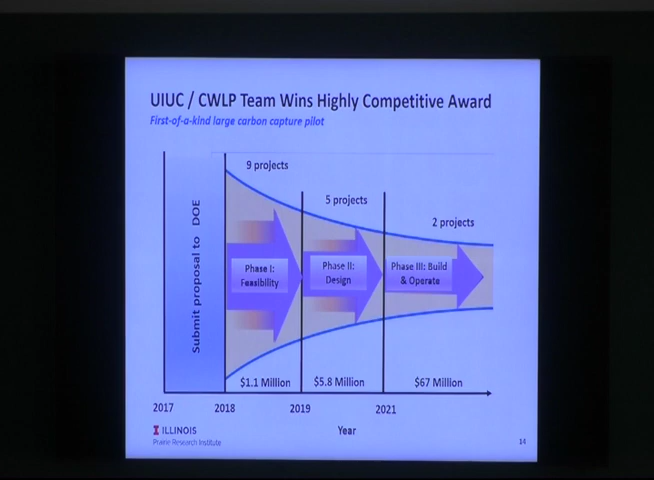 UIUC / CWLP Team Wins Highly Competitive Award
First-of-a-kind large carbon capture pilot
9 projects
5 projects
2 projects
Submit proposal to DOE
Phase I:
Feasibility
Phase II:
Design
Phase III: Build
& Operate
$1.1 Million
$5.8 Million
$67 Million
2017
2018
2019
2021
Year
I ILLINOIS
Prairie Research Institute
14